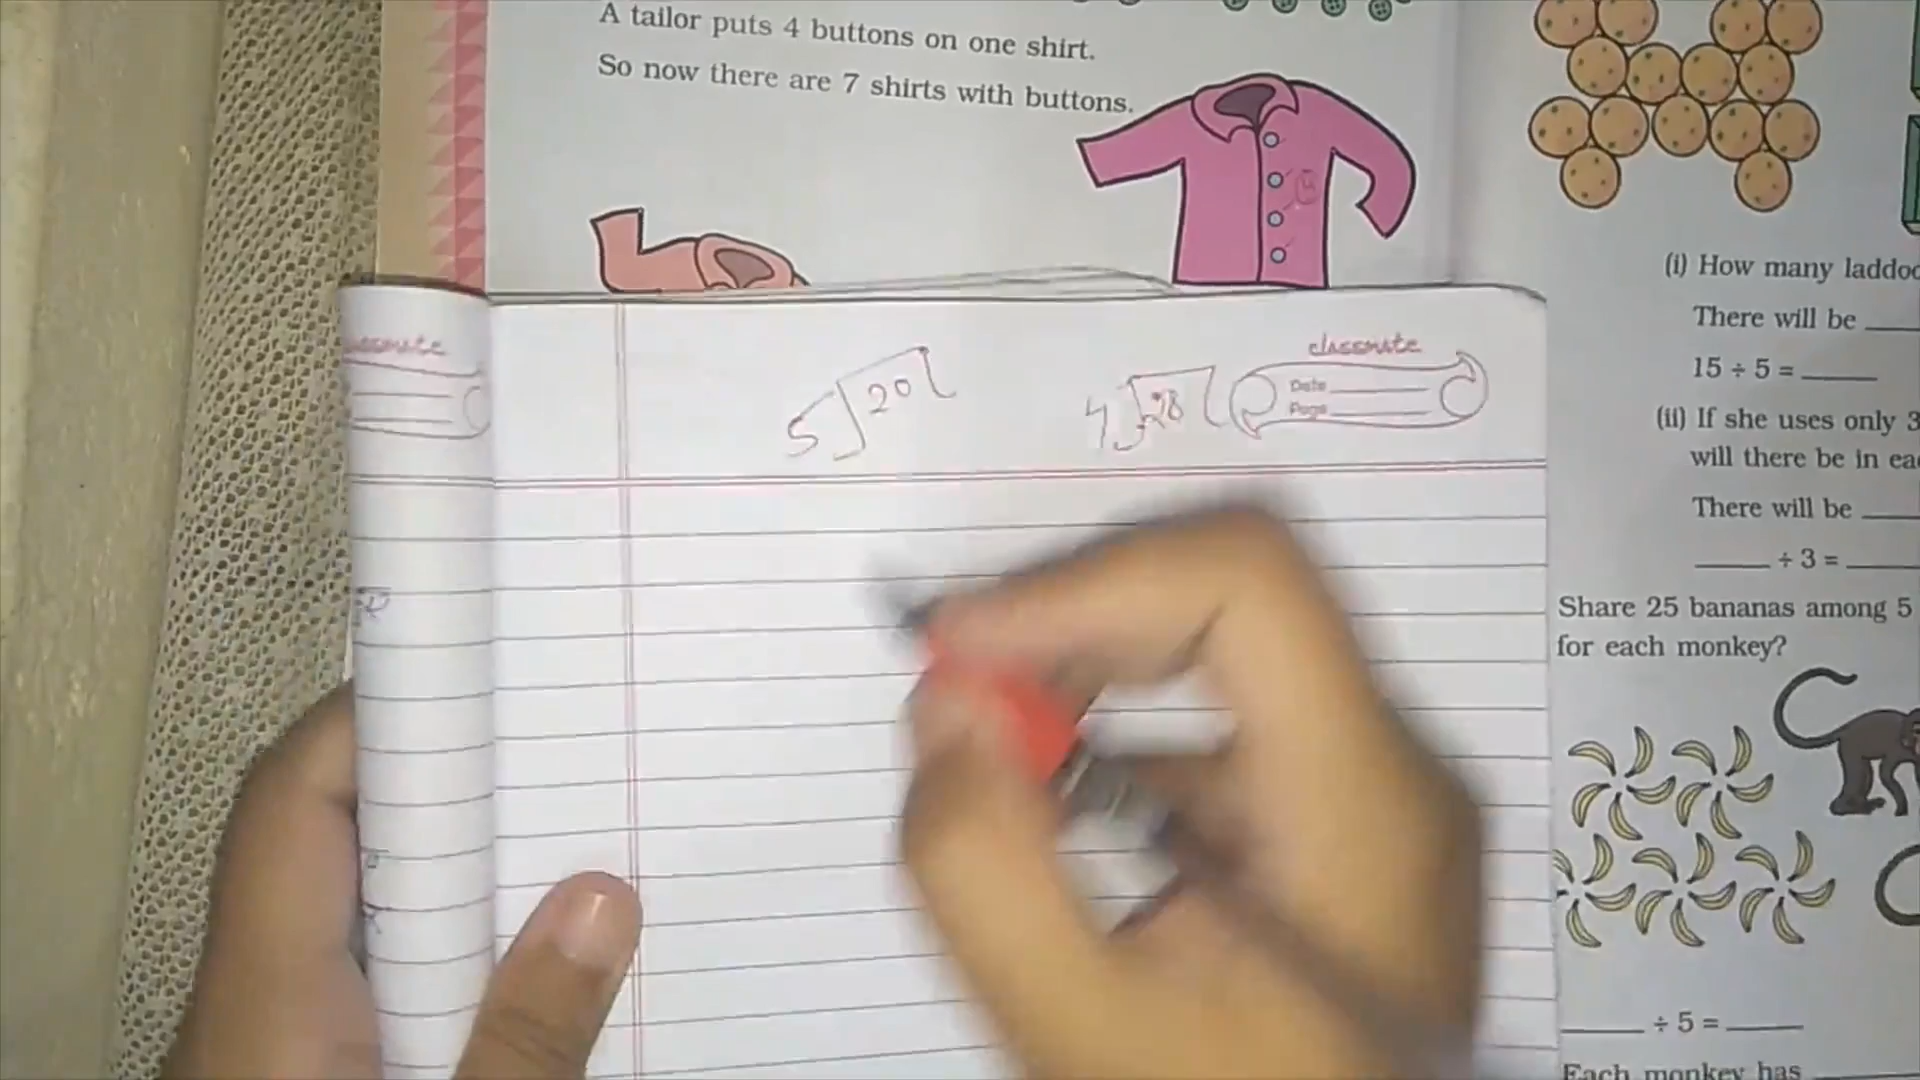 A tailor puts 4 buttons on one shirt.
So now there are 7 shirts with buttons.
4
classmate
Date
Page
5 20
28
(i) How many laddoo
There will be
15 ÷ 5 =
(ii) If she uses only 3
will there be in ea
There will be
÷ 3 =
Share 25 bananas among 5
for each monkey?
÷ 5 =
Each monkey has